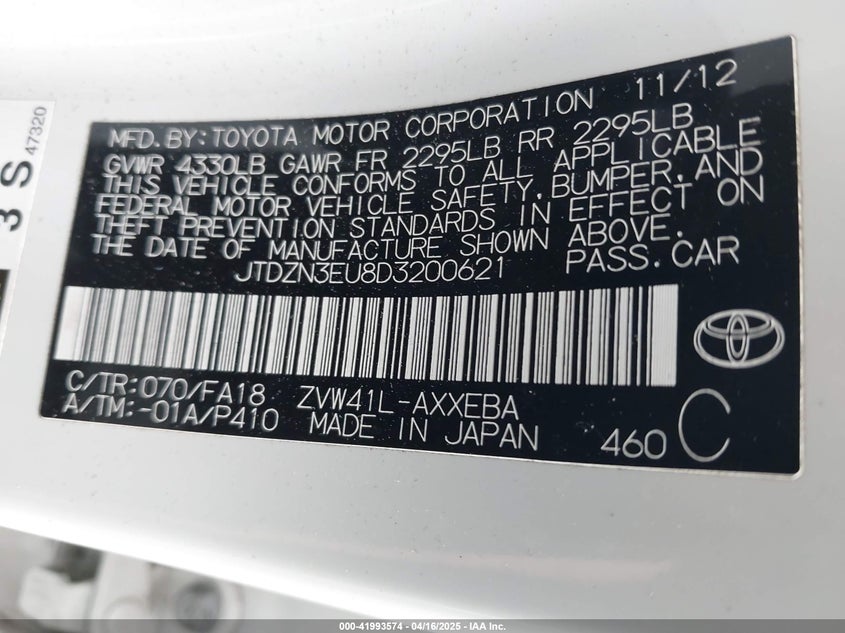 3 S 47320
MFD.BY:TOYOTA MOTOR CORPORATION 11/12
GVWR 4330LB GAWR FR 2295LB RR 2295LB
THIS VEHICLE CONFORMS TO ALL APPLICABLE
FEDERAL MOTOR VEHICLE SAFETY,BUMPER,AND
THEFT PREVENTION STANDARDS IN EFFECT ON
THE DATE OF MANUFACTURE SHOWN ABOVE.
JTDZN3EU8D3200621 PASS.CAR
C/TR:070/FA18 ZVW41L-AXXEBA
A/TM:-01A/P410 MADE IN JAPAN 460 C
000-41993574 - 04/16/2025 - IAA Inc.